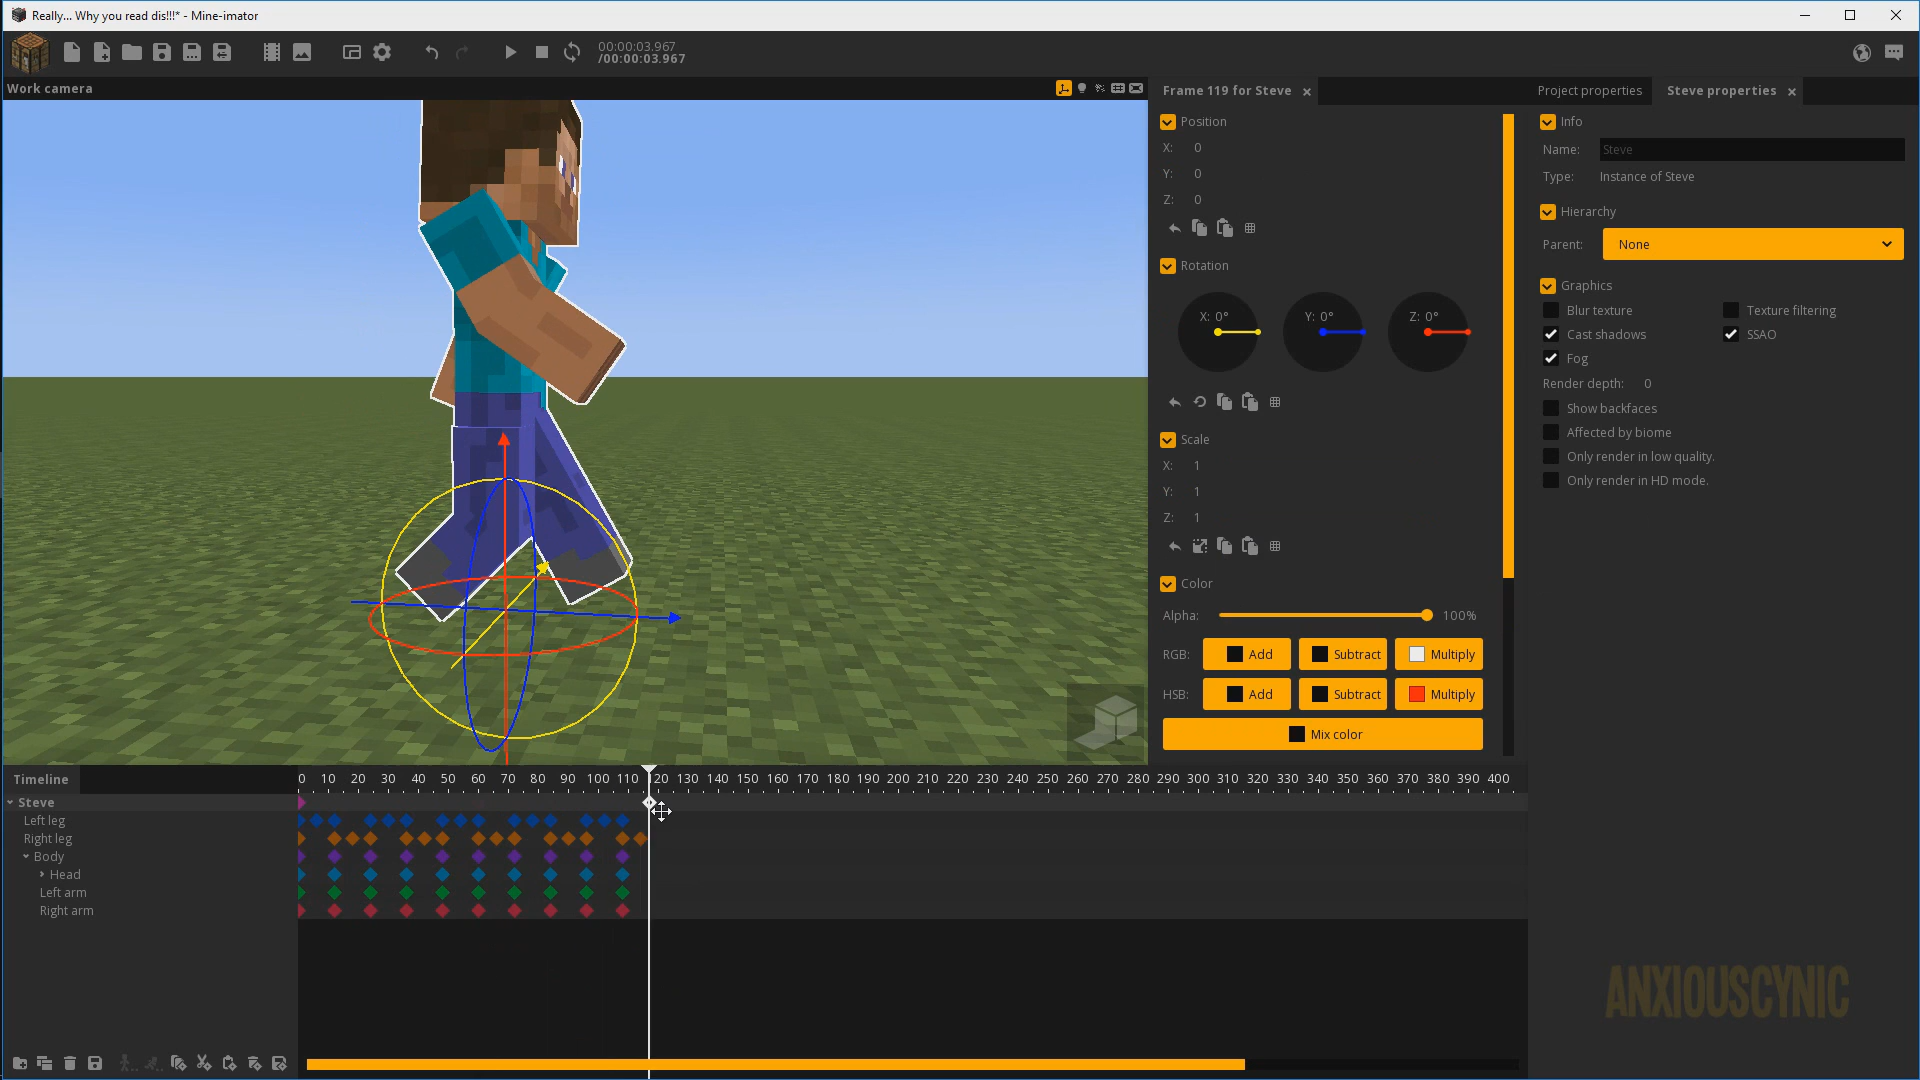 Really... Why you read dis!!!* - Mine-imator
00:00:03.967
/00:00:03.967
Work camera
Frame 119 for Steve
Position
X: 0
Y: 0
Z: 0
Rotation
X: 0° Y: 0° Z: 0°
Scale
X: 1
Y: 1
Z: 1
Color
Alpha: 100%
RGB: Add Subtract Multiply
HSB: Add Subtract Multiply
Mix color
Project properties Steve properties
Info
Name: Steve
Type: Instance of Steve
Hierarchy
Parent: None
Graphics
Blur texture Texture filtering
Cast shadows SSAO
Fog
Render depth: 0
Show backfaces
Affected by biome
Only render in low quality.
Only render in HD mode.
Timeline
0 10 20 30 40 50 60 70 80 90 100 110 120 130 140 150 160 170 180 190 200 210 220 230 240 250 260 270 280 290 300 310 320 330 340 350 360 370 380 390 400
Steve
Left leg
Right leg
Body
Head
Left arm
Right arm
ANXIOUSCYNIC